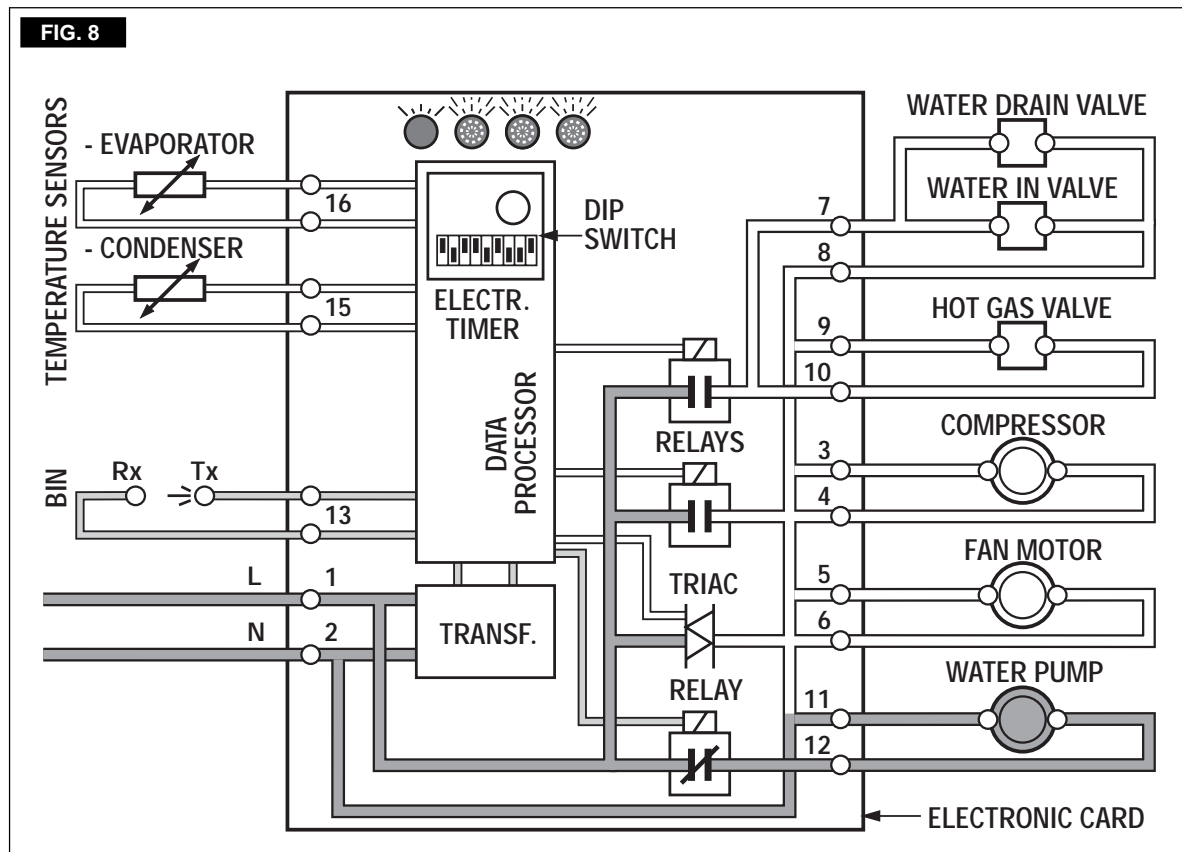 FIG. 8
TEMPERATURE SENSORS
- EVAPORATOR
16
- CONDENSER
15
BIN
Rx
Tx
13
L
1
N
2
DIP
SWITCH
ELECTR.
TIMER
DATA
PROCESSOR
TRANSF.
RELAYS
TRIAC
RELAY
WATER DRAIN VALVE
WATER IN VALVE
7
8
HOT GAS VALVE
9
10
COMPRESSOR
3
4
FAN MOTOR
5
6
WATER PUMP
11
12
ELECTRONIC CARD